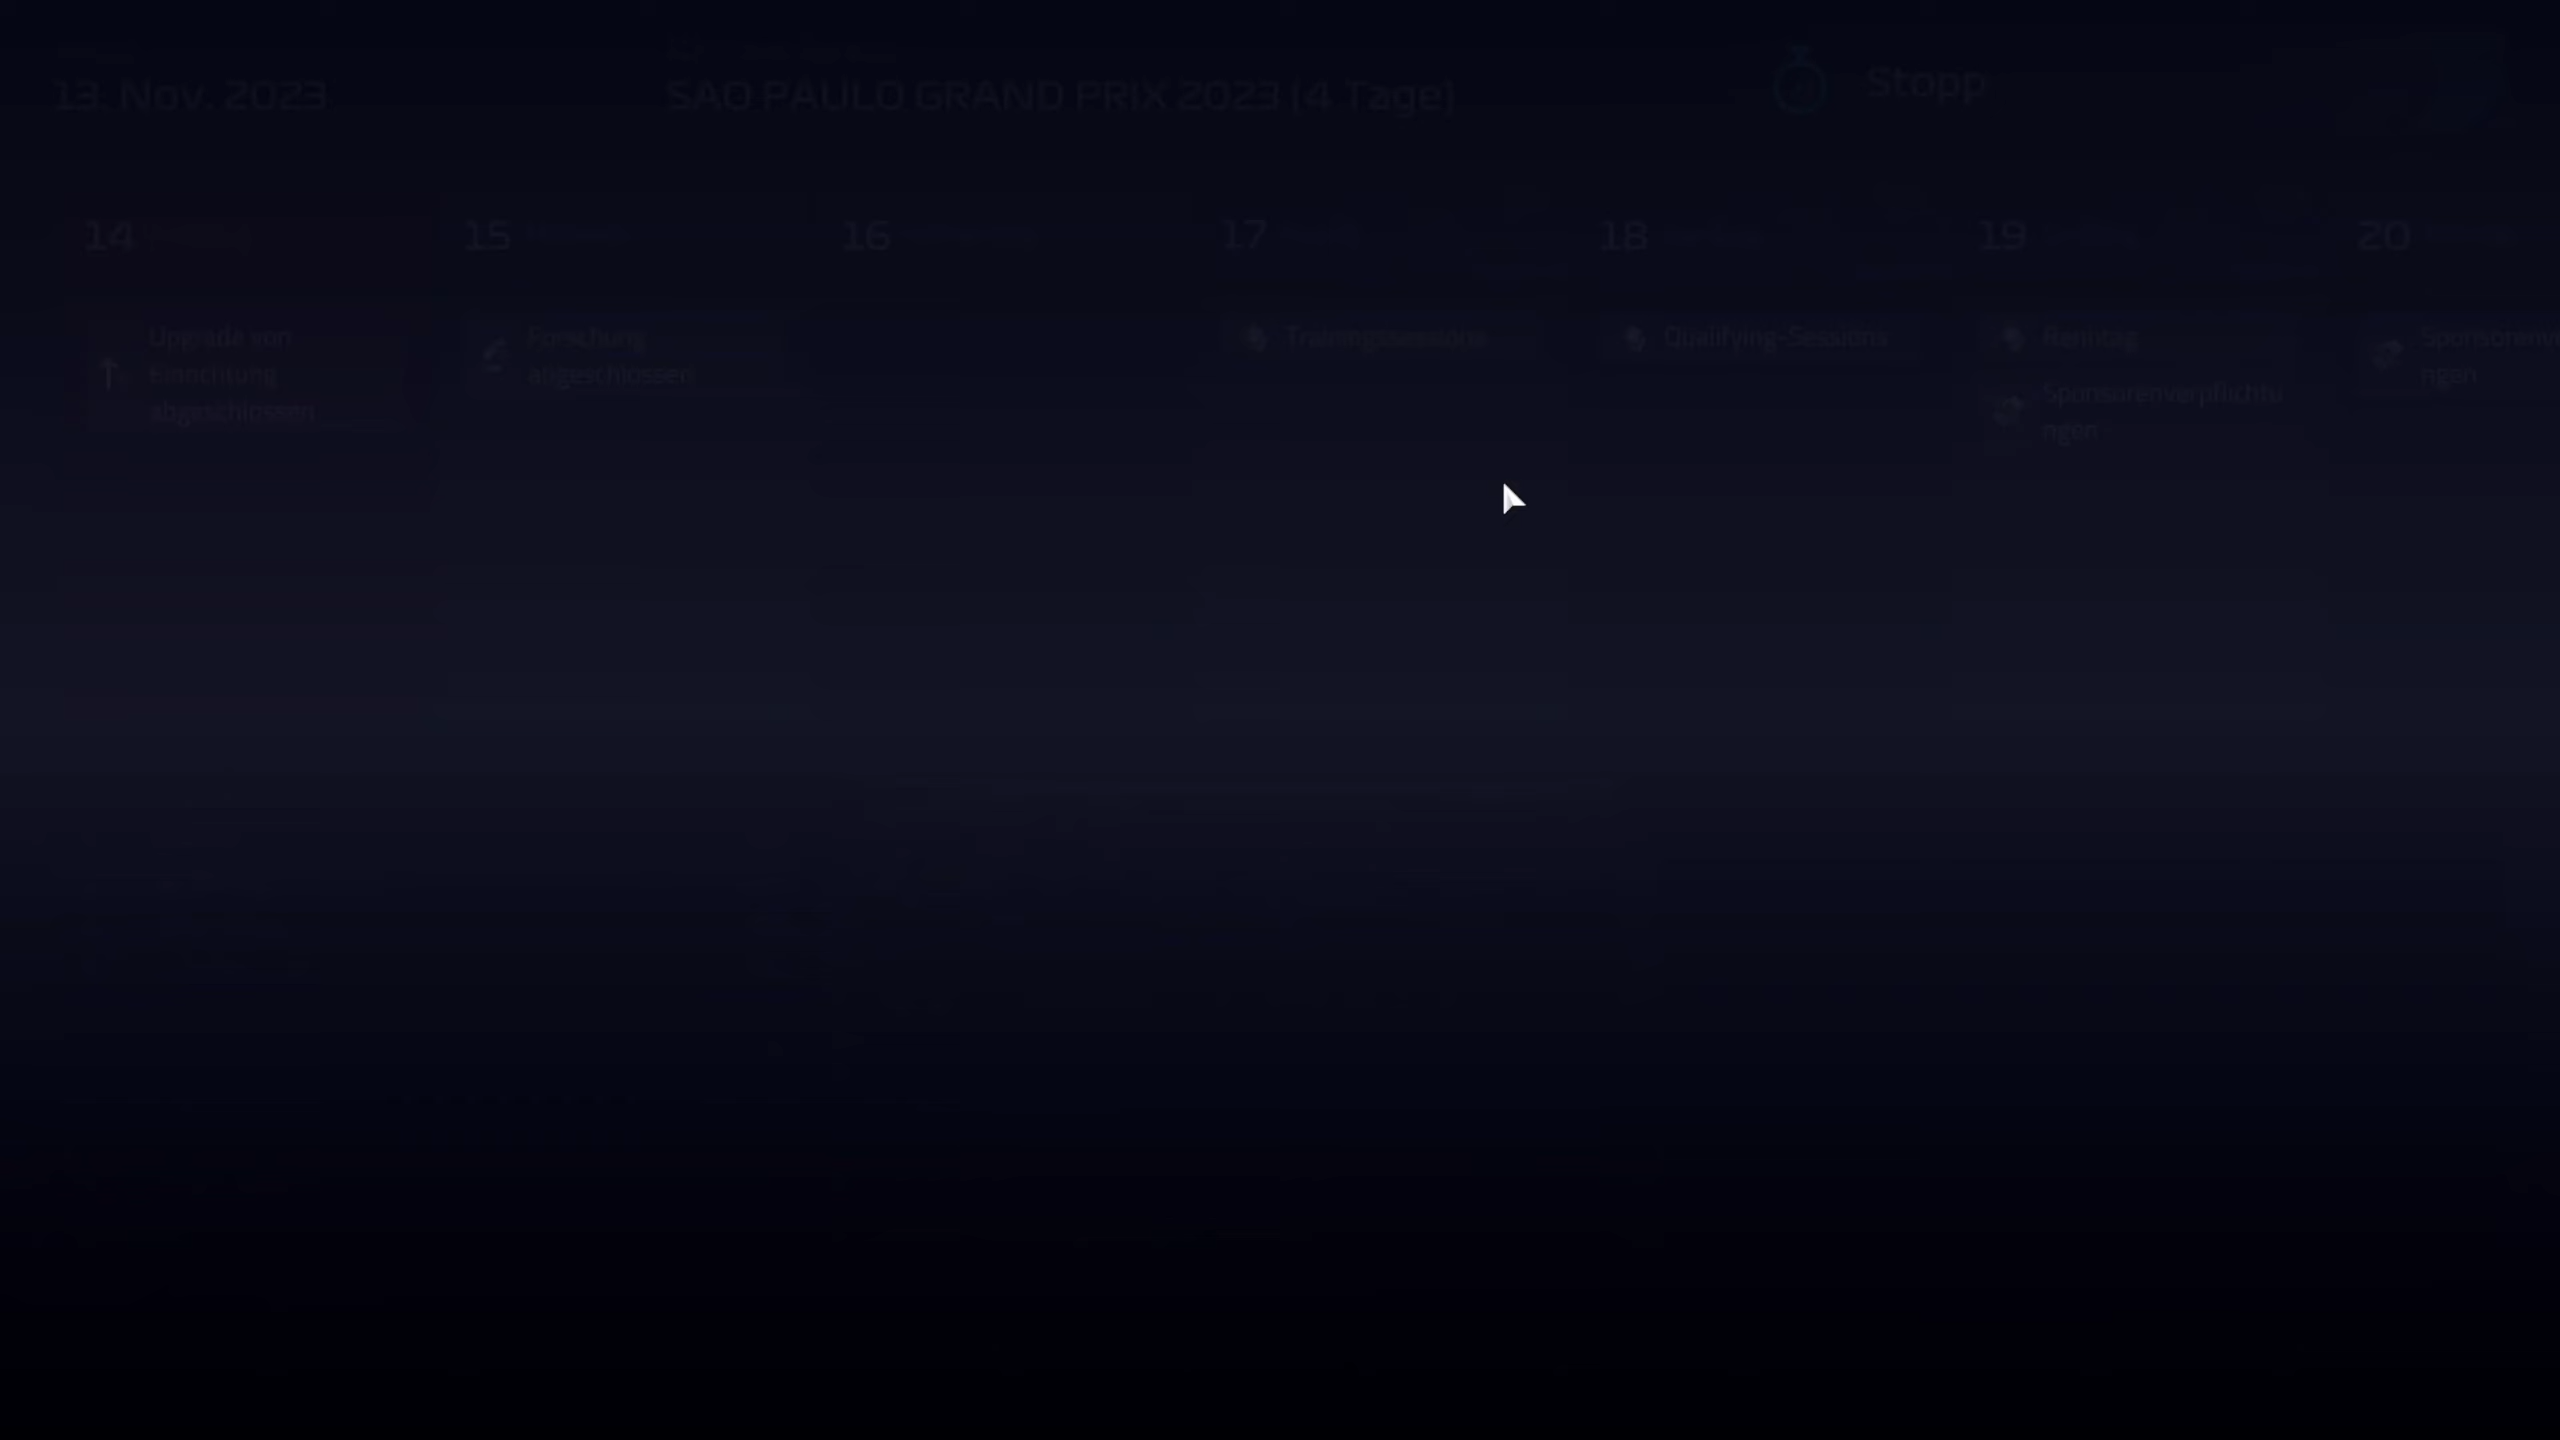 13. Nov. 2023
SAO PAULO GRAND PRIX 2023 (4 Tage)
Stopp
14
15
16
17
18
19
20
Upgrade von
Einrichtung
abgeschlossen
Forschung
abgeschlossen
Trainingssessions
Qualifying-Sessions
Renntag
Sponsorenverpflichtu
ngen
ngen